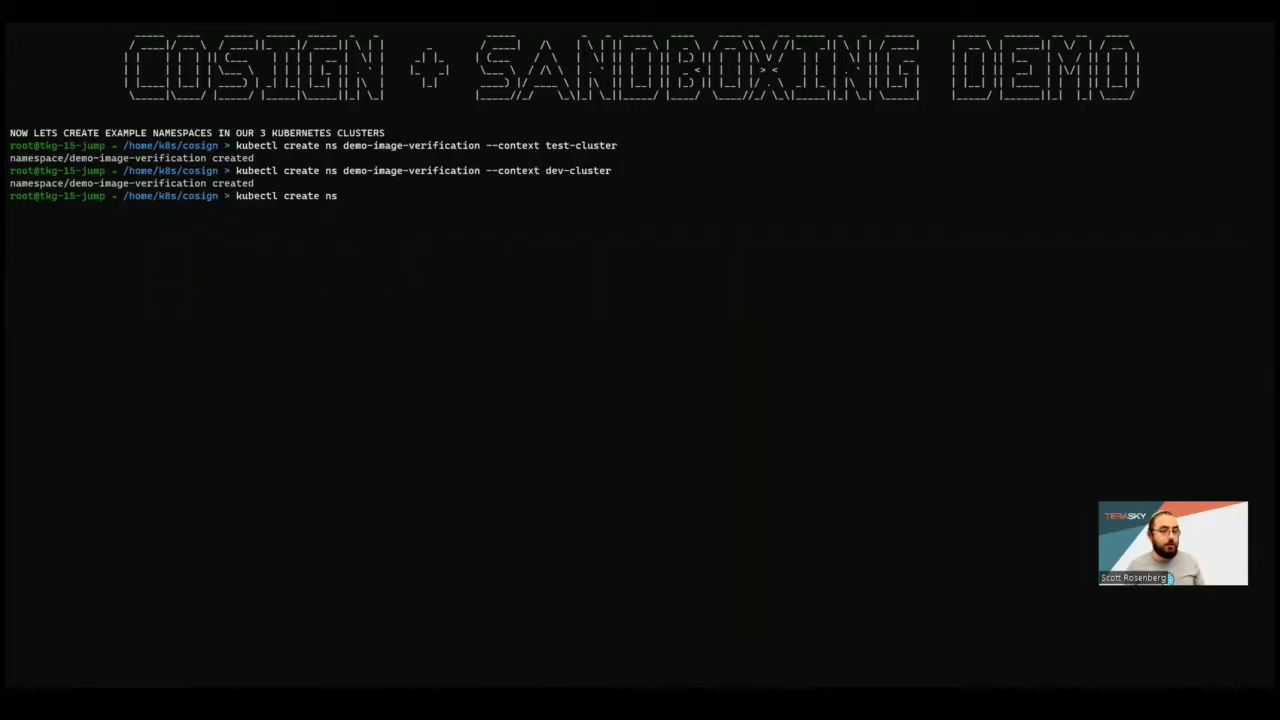 COSIGN + SANDBOXING DEMO
NOW LETS CREATE EXAMPLE NAMESPACES IN OUR 3 KUBERNETES CLUSTERS
root@tkg-15-jump → /home/k8s/cosign > kubectl create ns demo-image-verification --context test-cluster
namespace/demo-image-verification created
root@tkg-15-jump → /home/k8s/cosign > kubectl create ns demo-image-verification --context dev-cluster
namespace/demo-image-verification created
root@tkg-15-jump → /home/k8s/cosign > kubectl create ns
TERASKY
Scott Rosenberg